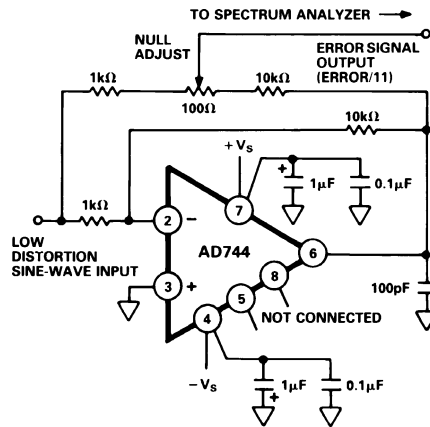 TO SPECTRUM ANALYZER
NULL
ADJUST
ERROR SIGNAL
OUTPUT
(ERROR/11)
1kΩ
100Ω
10kΩ
10kΩ
+VS
+
1μF
0.1μF
1kΩ
2
−
7
LOW
DISTORTION
SINE-WAVE INPUT
AD744
6
3
+
8
5
4
NOT CONNECTED
100pF
−VS
1μF
+
0.1μF